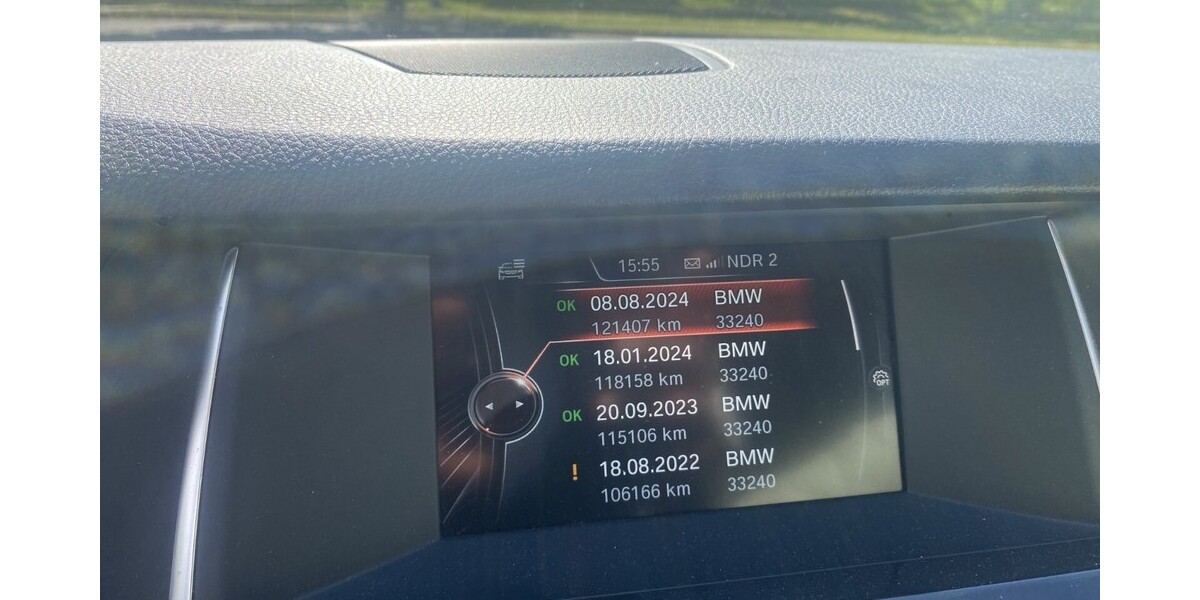 15:55 NDR 2
OK 08.08.2024 BMW
121407 km 33240
OK 18.01.2024 BMW
118158 km 33240
OPT
OK 20.09.2023 BMW
115106 km 33240
! 18.08.2022 BMW
106166 km 33240